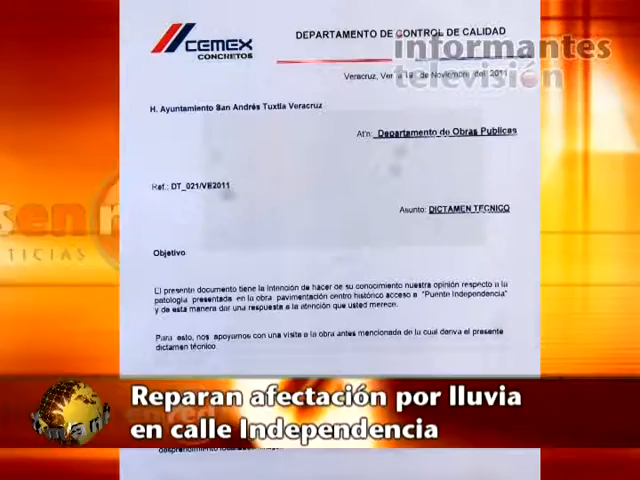 CEMEX
CONCRETOS
DEPARTAMENTO DE CONTROL DE CALIDAD
informantes
televisión
Veracruz, Ver a 19 de Noviembre del 2011
H. Ayuntamiento San Andrés Tuxtla Veracruz
At'n: Departamento de Obras Publicas
Ref.: DT_021/VE2011
Asunto: DICTAMEN TECNICO
Objetivo
El presente documento tiene la intención de hacer de su conocimiento nuestra opinión respecto a la
patología presentada en la obra pavimentación centro histórico acceso a "Puente Independencia"
y de esta manera dar una respuesta a la atención que usted merece.
Para esto, nos apoyamos con una visita a la obra antes mencionada de la cual deriva el presente
dictamen técnico.
Reparan afectación por lluvia
en calle Independencia
desprendimiento